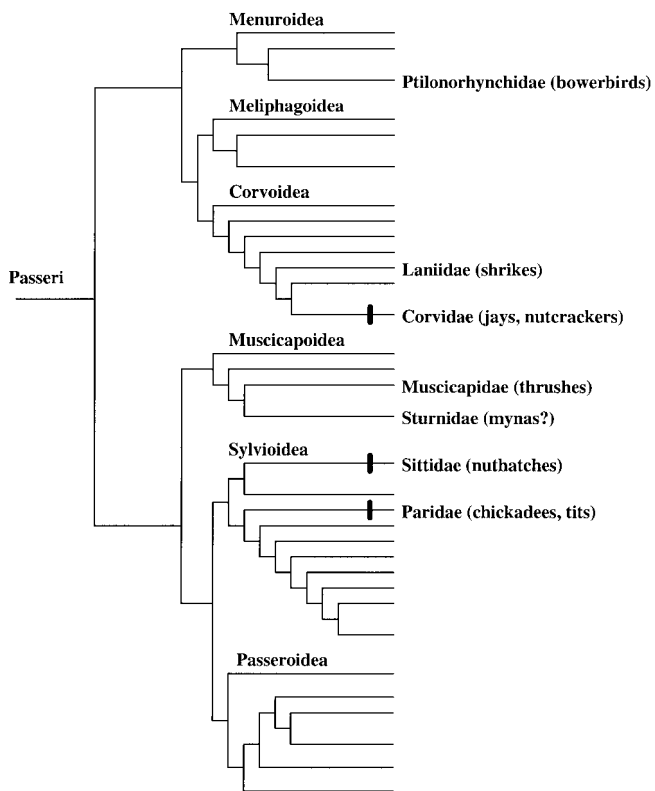 Menuroidea
Ptilonorhynchidae (bowerbirds)
Meliphagoidea
Corvoidea
Laniidae (shrikes)
Passeri
Corvidae (jays, nutcrackers)
Muscicapoidea
Muscicapidae (thrushes)
Sturnidae (mynas?)
Sylvioidea
Sittidae (nuthatches)
Paridae (chickadees, tits)
Passeroidea